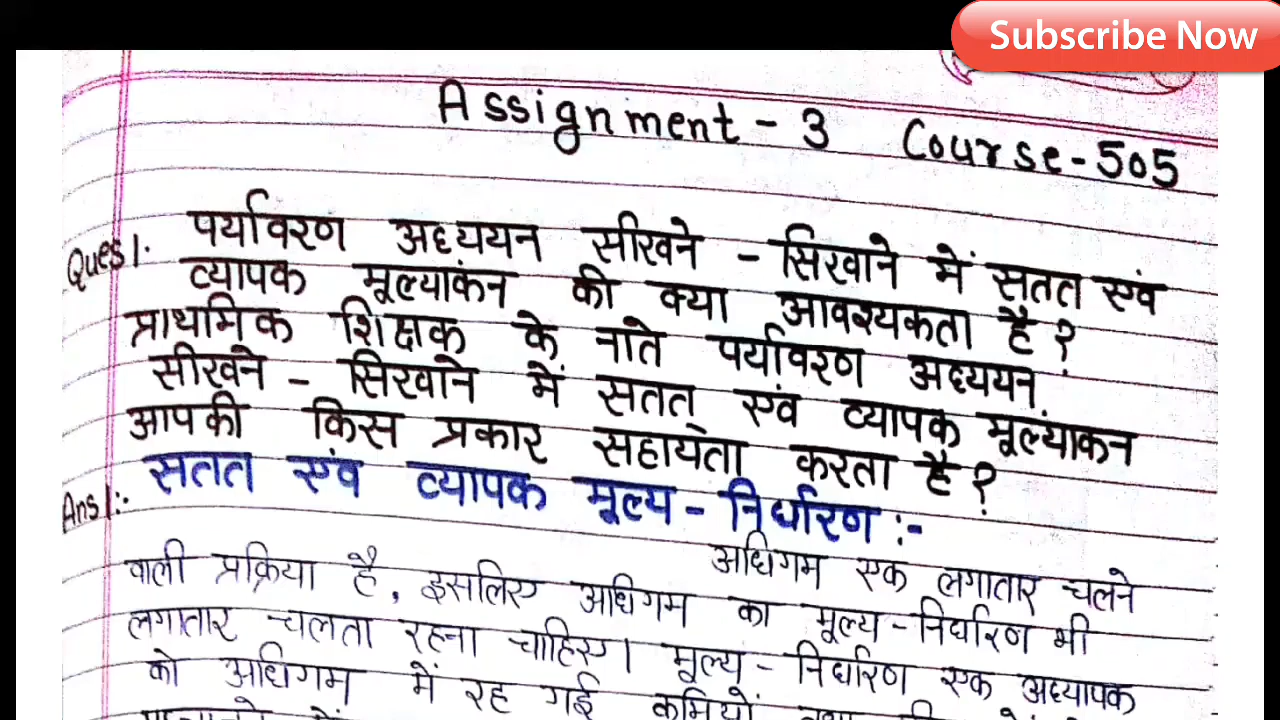 Subscribe Now
Assignment - 3 Course-505
Ques1. पर्यावरण अध्ययन सीखने - सिखाने में सतत एंव
व्यापक मूल्यांकन की क्या आवश्यकता है?
प्राथमिक शिक्षक के नाते पर्यावरण अध्ययन
सीखने - सिखाने में सतत् एंव व्यापक मूल्यांकन
आपकी किस प्रकार सहायता करता है?
Ans1:. सतत एंव व्यापक मूल्य - निर्धारण :-
अधिगम एक लगातार चलने
वाली प्रक्रिया है, इसलिए अधिगम का मूल्य - निर्धारण भी
लगातार चलता रहना चाहिए। मूल्य - निर्धारण एक अध्यापक
को अधिगम में रह गई कमियों